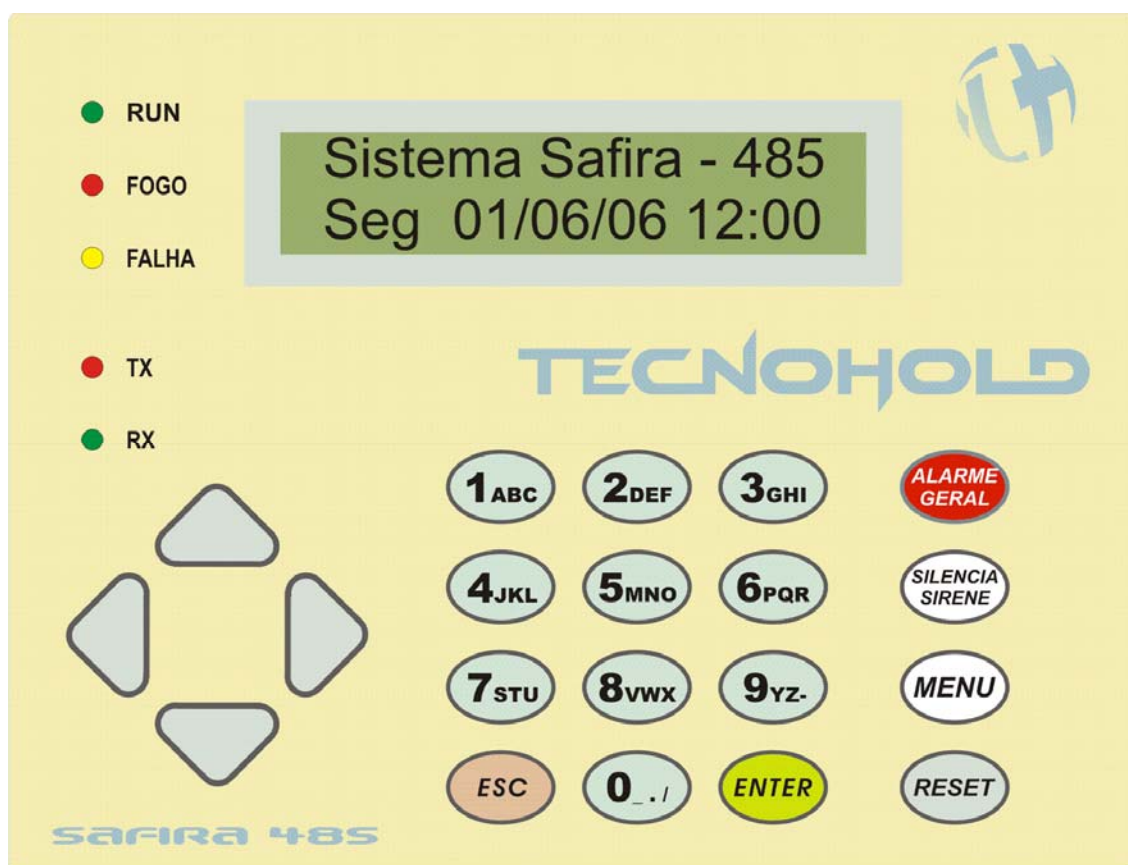 RUN
FOGO
FALHA
TX
RX
Sistema Safira - 485
Seg 01/06/06 12:00
TECNOHOLD
1ABC 2DEF 3GHI ALARME GERAL
4JKL 5MNO 6PQR SILENCIA SIRENE
7STU 8VWX 9YZ- MENU
ESC 0_./ ENTER RESET
safira 485